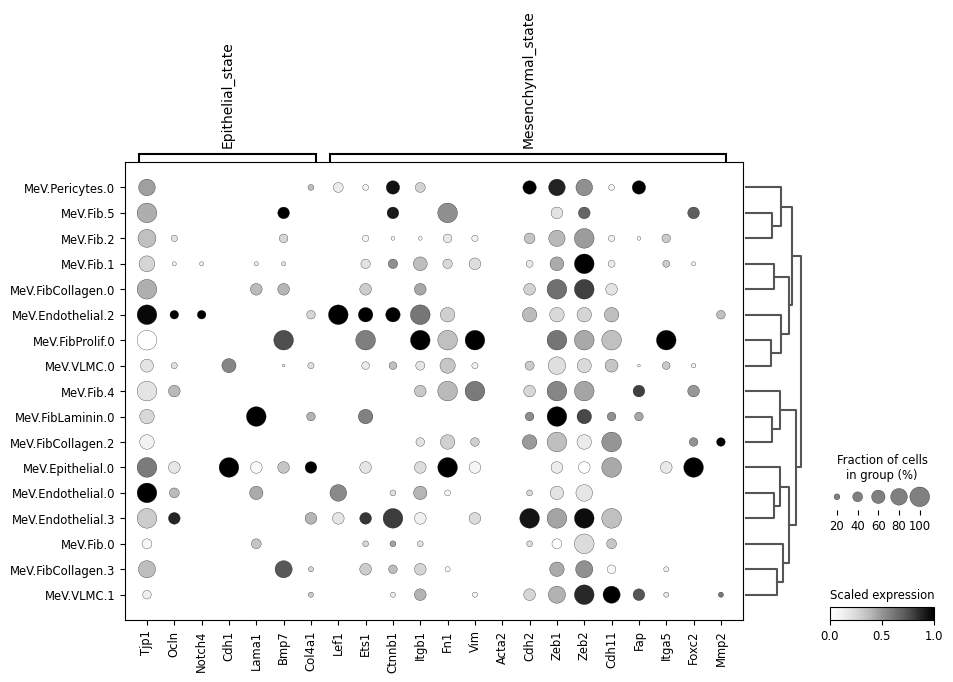 Epithelial_state
Mesenchymal_state
MeV.Pericytes.0
MeV.Fib.5
MeV.Fib.2
MeV.Fib.1
MeV.FibCollagen.0
MeV.Endothelial.2
MeV.FibProlif.0
MeV.VLMC.0
MeV.Fib.4
MeV.FibLaminin.0
MeV.FibCollagen.2
MeV.Epithelial.0
MeV.Endothelial.0
MeV.Endothelial.3
MeV.Fib.0
MeV.FibCollagen.3
MeV.VLMC.1
Tjp1
Ocln
Notch4
Cdh1
Lama1
Bmp7
Col4a1
Lef1
Ets1
Ctnnb1
Itgb1
Fn1
Vim
Acta2
Cdh2
Zeb1
Zeb2
Cdh11
Fap
Itga5
Foxc2
Mmp2
Fraction of cells
in group (%)
20 40 60 80 100
Scaled expression
0.0 0.5 1.0